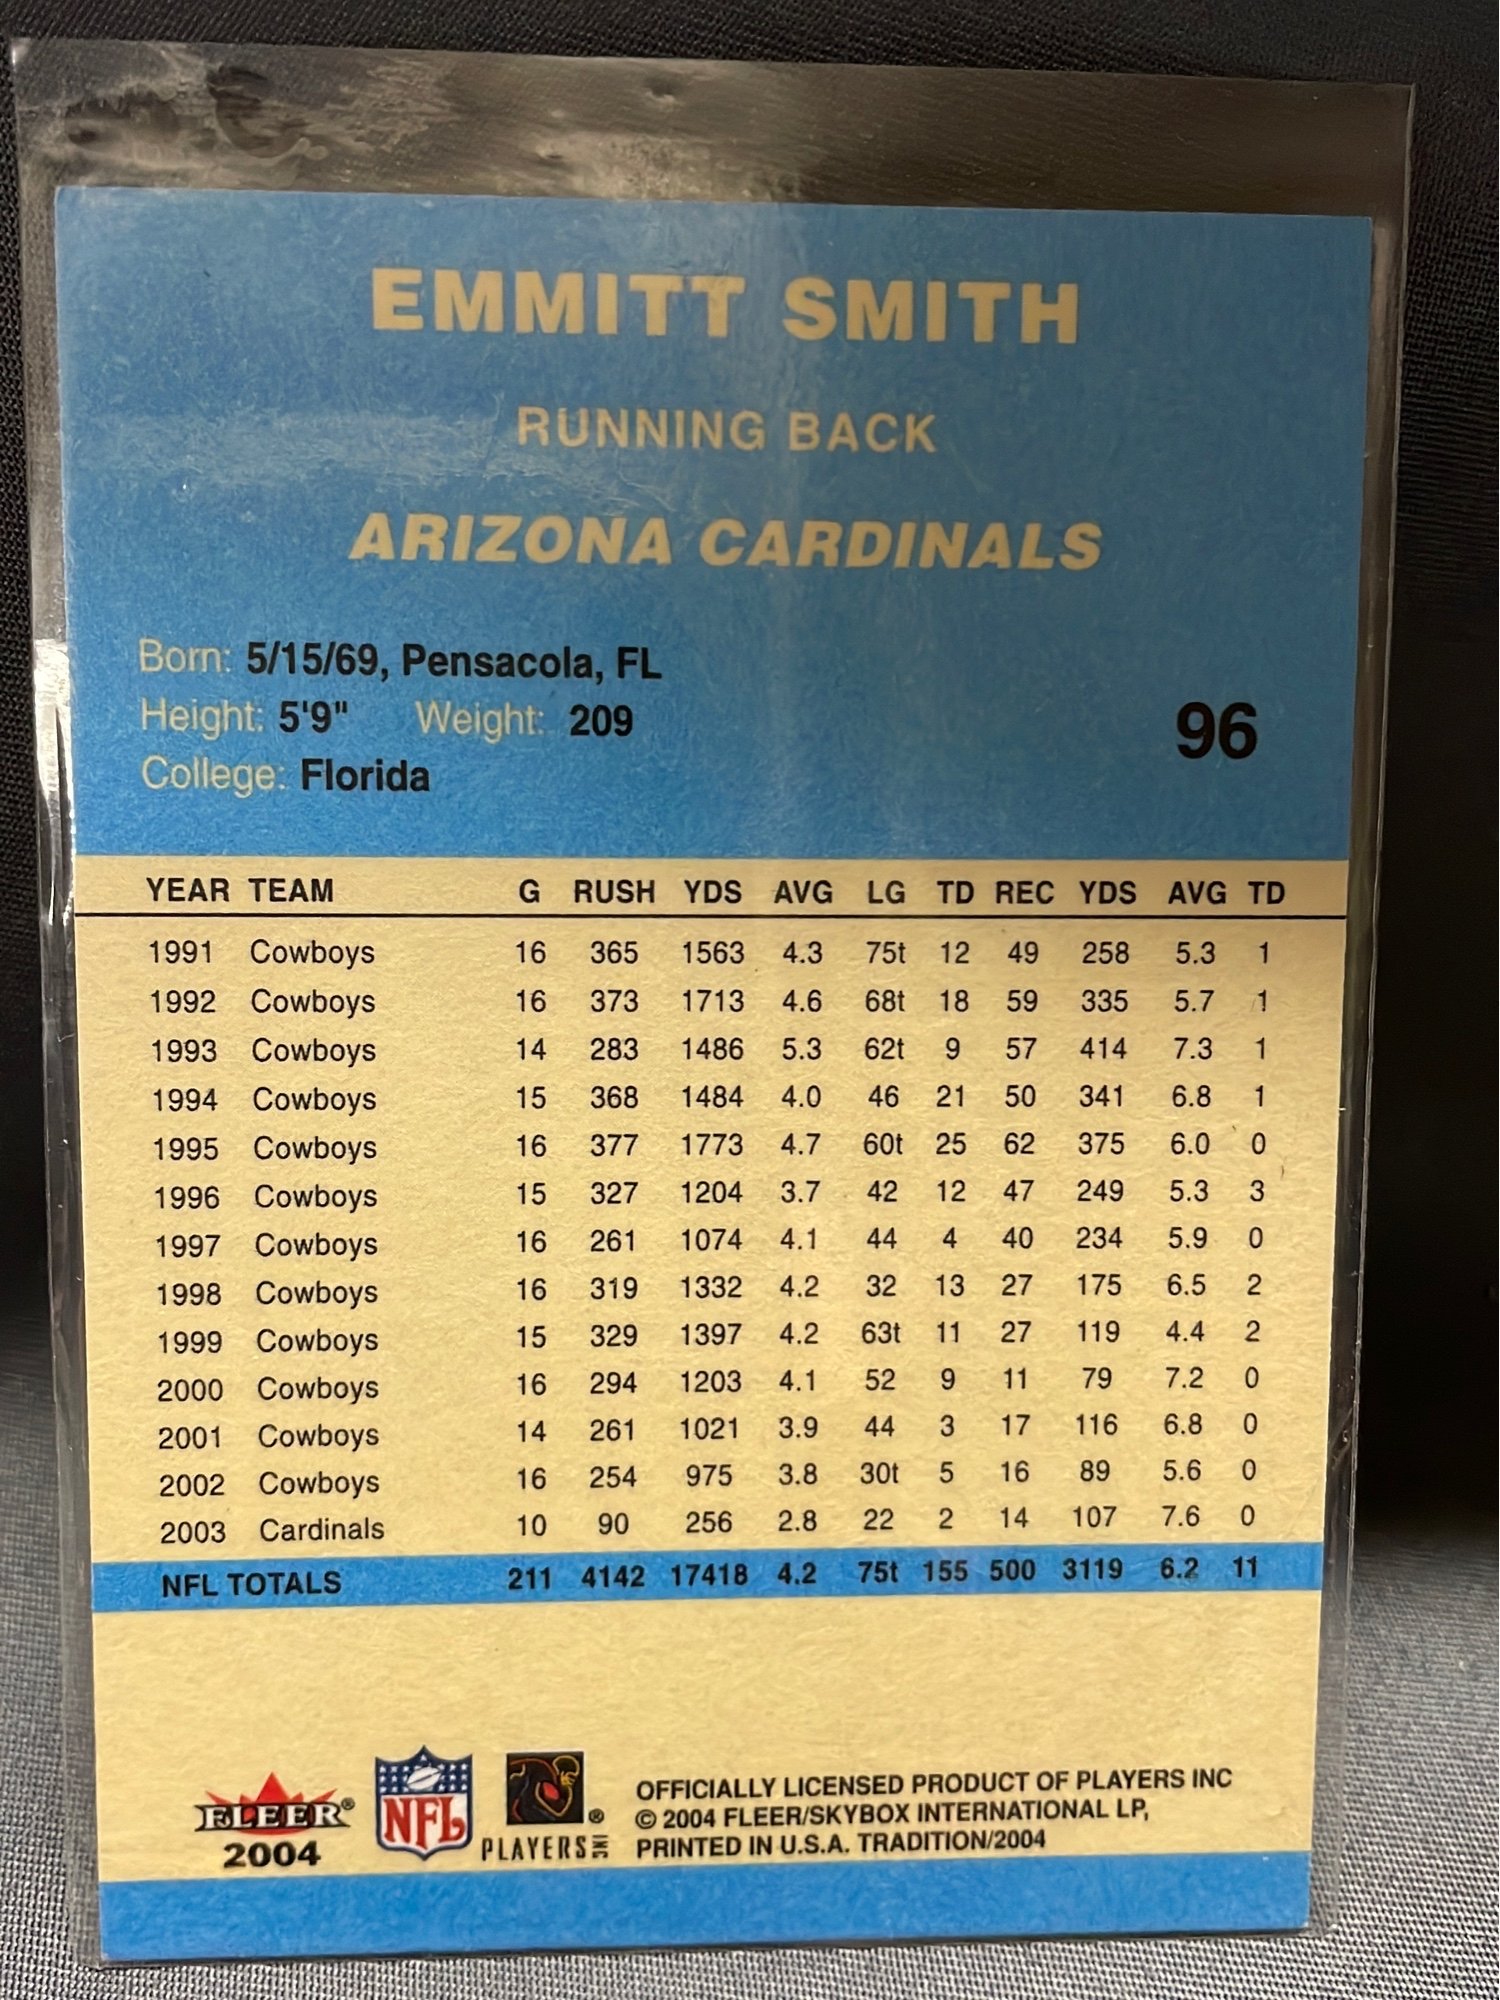 EMMITT SMITH
RUNNING BACK
ARIZONA CARDINALS
Born: 5/15/69, Pensacola, FL
Height: 5'9" Weight: 209
96
College: Florida
YEAR TEAM G RUSH YDS AVG LG TD REC YDS AVG TD
1991 Cowboys 16 365 1563 4.3 75t 12 49 258 5.3 1
1992 Cowboys 16 373 1713 4.6 68t 18 59 335 5.7 1
1993 Cowboys 14 283 1486 5.3 62t 9 57 414 7.3 1
1994 Cowboys 15 368 1484 4.0 46 21 50 341 6.8 1
1995 Cowboys 16 377 1773 4.7 60t 25 62 375 6.0 0
1996 Cowboys 15 327 1204 3.7 42 12 47 249 5.3 3
1997 Cowboys 16 261 1074 4.1 44 4 40 234 5.9 0
1998 Cowboys 16 319 1332 4.2 32 13 27 175 6.5 2
1999 Cowboys 15 329 1397 4.2 63t 11 27 119 4.4 2
2000 Cowboys 16 294 1203 4.1 52 9 11 79 7.2 0
2001 Cowboys 14 261 1021 3.9 44 3 17 116 6.8 0
2002 Cowboys 16 254 975 3.8 30t 5 16 89 5.6 0
2003 Cardinals 10 90 256 2.8 22 2 14 107 7.6 0
NFL TOTALS 211 4142 17418 4.2 75t 155 500 3119 6.2 11
FLEER®
2004
NFL
®
PLAYERS INC
OFFICIALLY LICENSED PRODUCT OF PLAYERS INC
© 2004 FLEER/SKYBOX INTERNATIONAL LP,
PRINTED IN U.S.A. TRADITION/2004